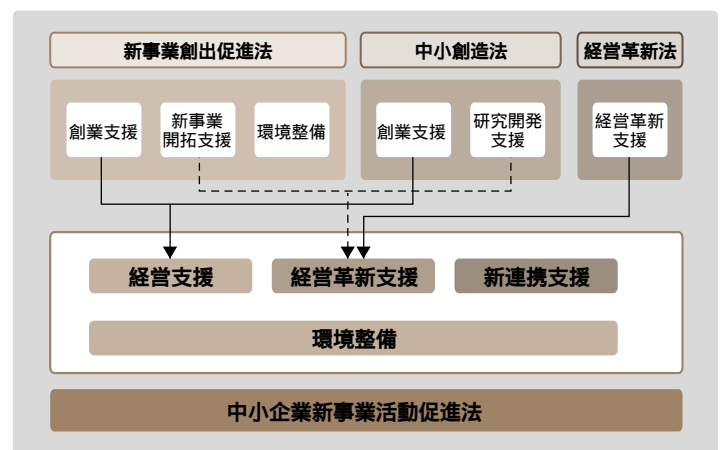 新事業創出促進法
中小創造法
経営革新法
創業支援
新事業
開拓支援
環境整備
創業支援
研究開発
支援
経営革新
支援
経営支援
経営革新支援
新連携支援
環境整備
中小企業新事業活動促進法